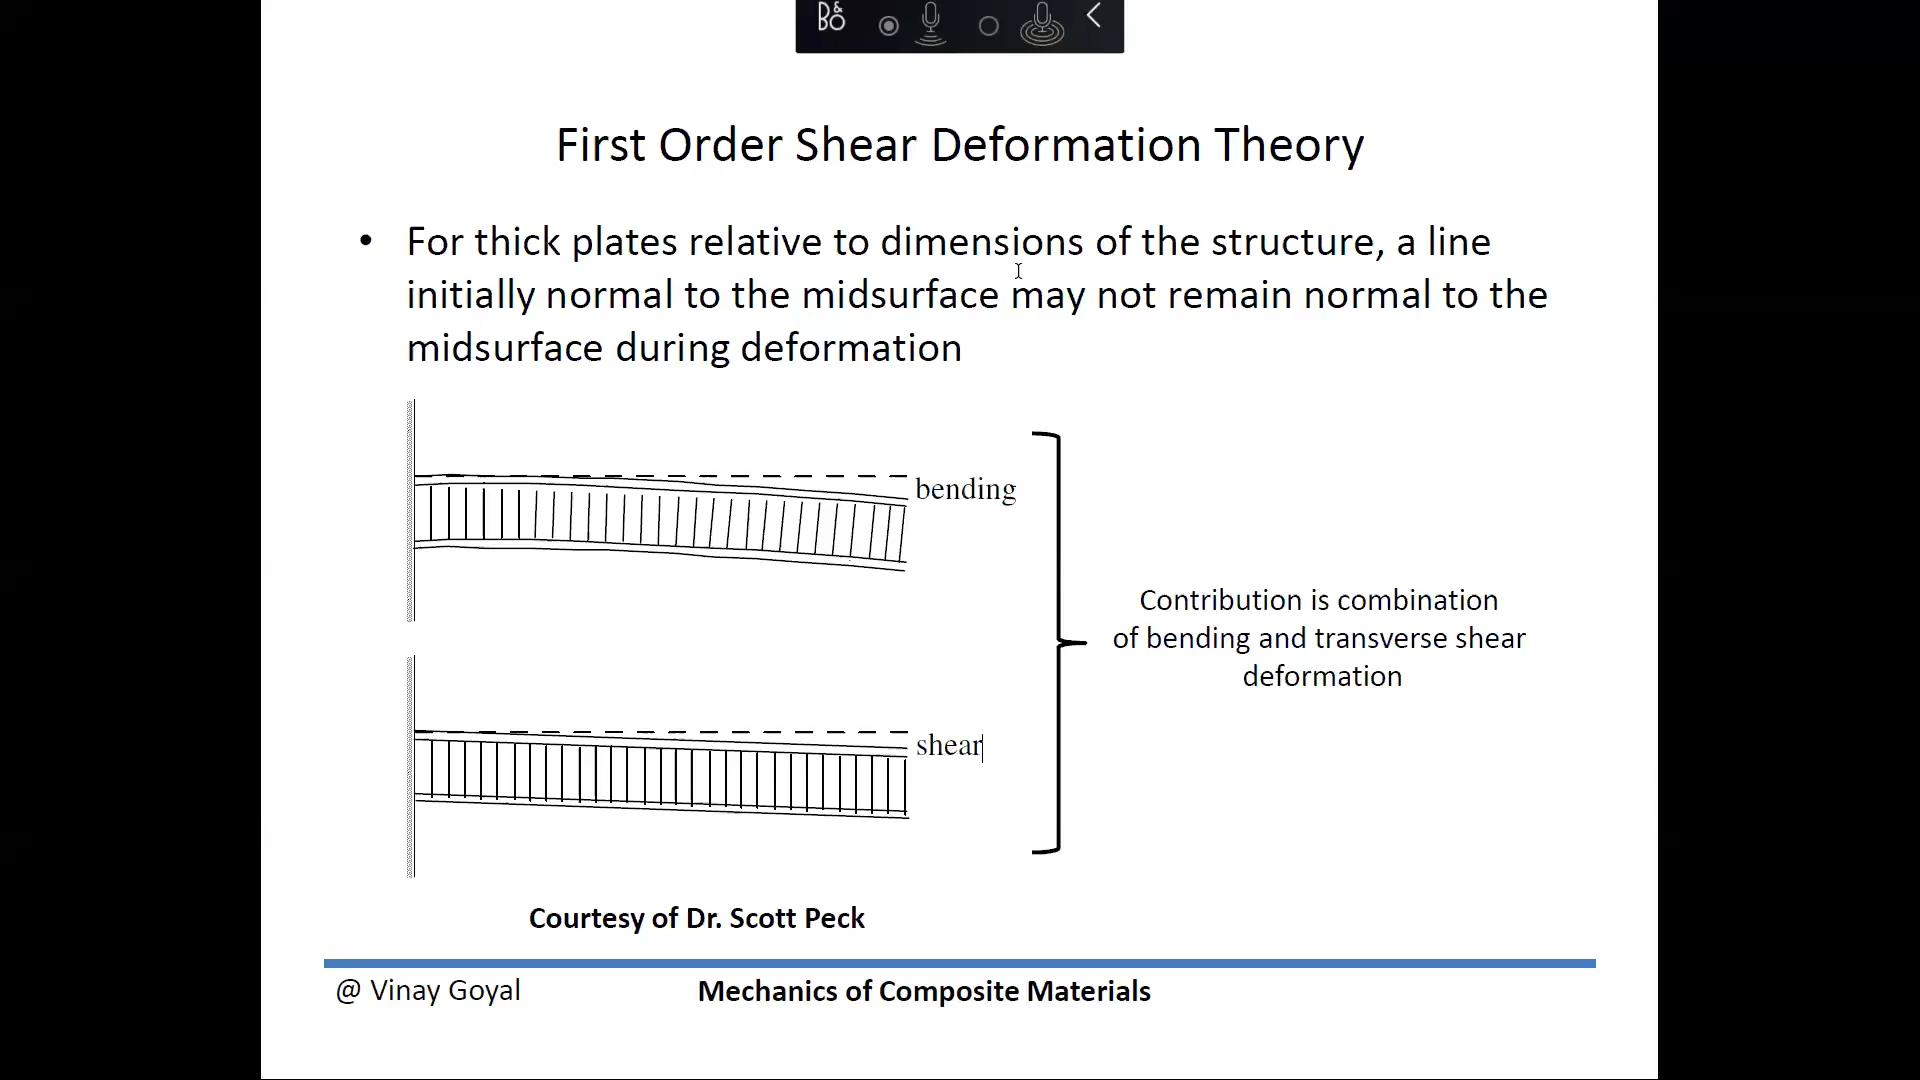 B&O
First Order Shear Deformation Theory
• For thick plates relative to dimensions of the structure, a line
initially normal to the midsurface may not remain normal to the
midsurface during deformation
bending
Contribution is combination
of bending and transverse shear
deformation
shear
Courtesy of Dr. Scott Peck
@ Vinay Goyal
Mechanics of Composite Materials